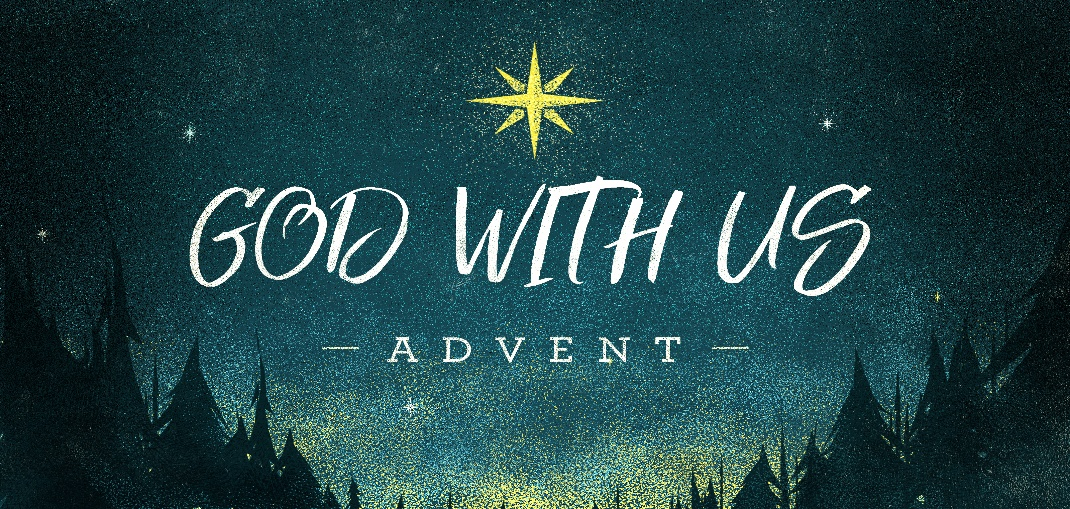 GOD WITH US
— ADVENT —